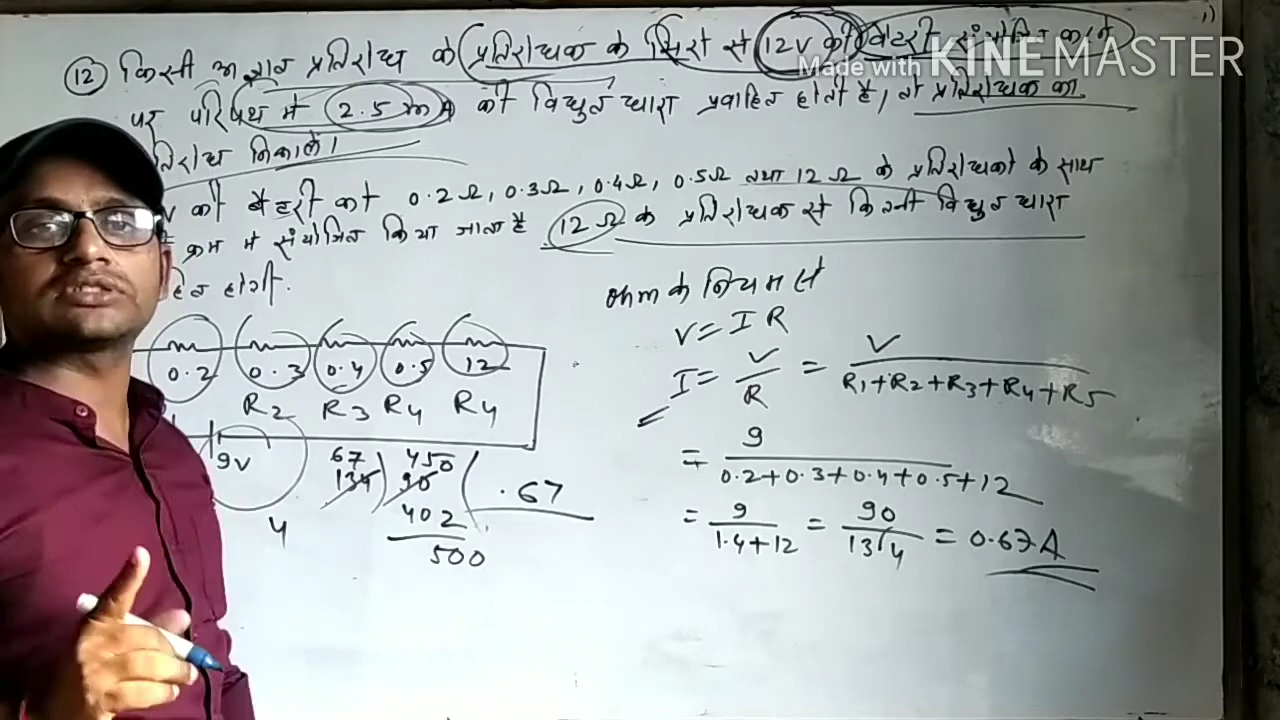 Made with KINEMASTER
(12) किसी अज्ञात प्रतिरोध के प्रतिरोधक के सिरो से 12V की बैटरी संयोजित करने
पर परिपथ मे 2.5 mA की विद्युत धारा प्रवाहित होती है, तो प्रतिरोधक का
तिरोध निकाले।
V की बैटरी को 0.2Ω, 0.3Ω, 0.4Ω, 0.5Ω तथा 12Ω के प्रतिरोधको के साथ
क्रम मे संयोजित किया जाता है 12Ω के प्रतिरोधक से कितनी विद्युत धारा
हित होगी.
ohm के नियम से
V = I R
I = V/R = V/(R1+R2+R3+R4+R5
= 9/(0.2+0.3+0.4+0.5+12
= 9/(1.4+12 = 90/134 = 0.67A
0.2 0.3 0.4 0.5 12
R2 R3 R4 R4
9V
67 450
134) 90 ( .67
402
500
4